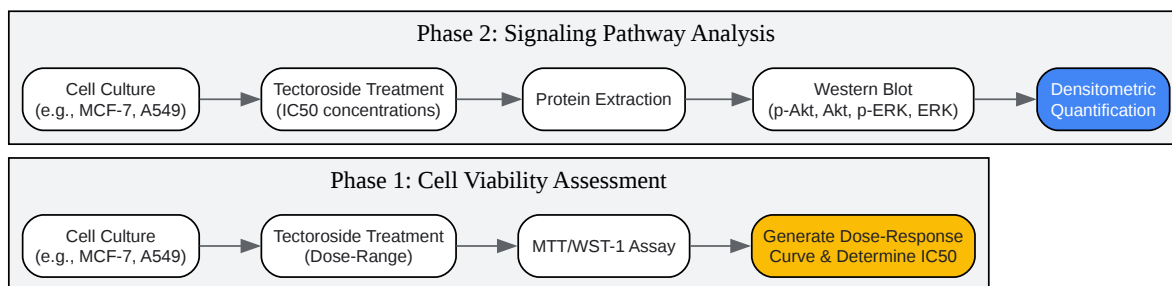 Phase 2: Signaling Pathway Analysis
Cell Culture
(e.g., MCF-7, A549)
Tectoroside Treatment
(IC50 concentrations)
Protein Extraction
Western Blot
(p-Akt, Akt, p-ERK, ERK)
Densitometric
Quantification
Phase 1: Cell Viability Assessment
Cell Culture
(e.g., MCF-7, A549)
Tectoroside Treatment
(Dose-Range)
MTT/WST-1 Assay
Generate Dose-Response
Curve & Determine IC50